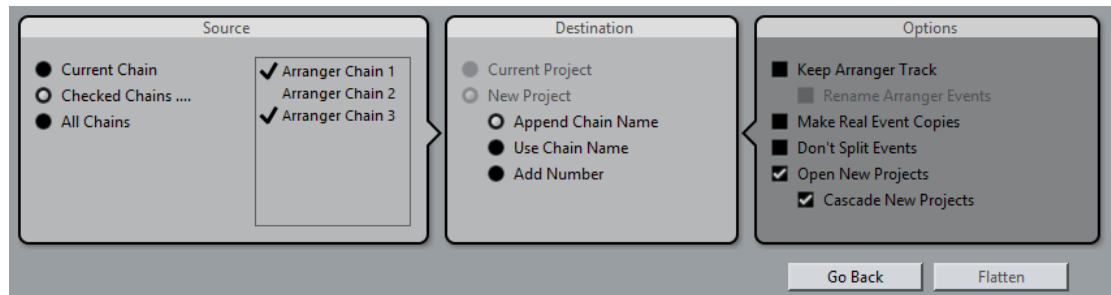 Source
Current Chain
Checked Chains ....
All Chains
Arranger Chain 1
Arranger Chain 2
Arranger Chain 3
Destination
Current Project
New Project
Append Chain Name
Use Chain Name
Add Number
Options
Keep Arranger Track
Rename Arranger Events
Make Real Event Copies
Don't Split Events
Open New Projects
Cascade New Projects
Go Back
Flatten